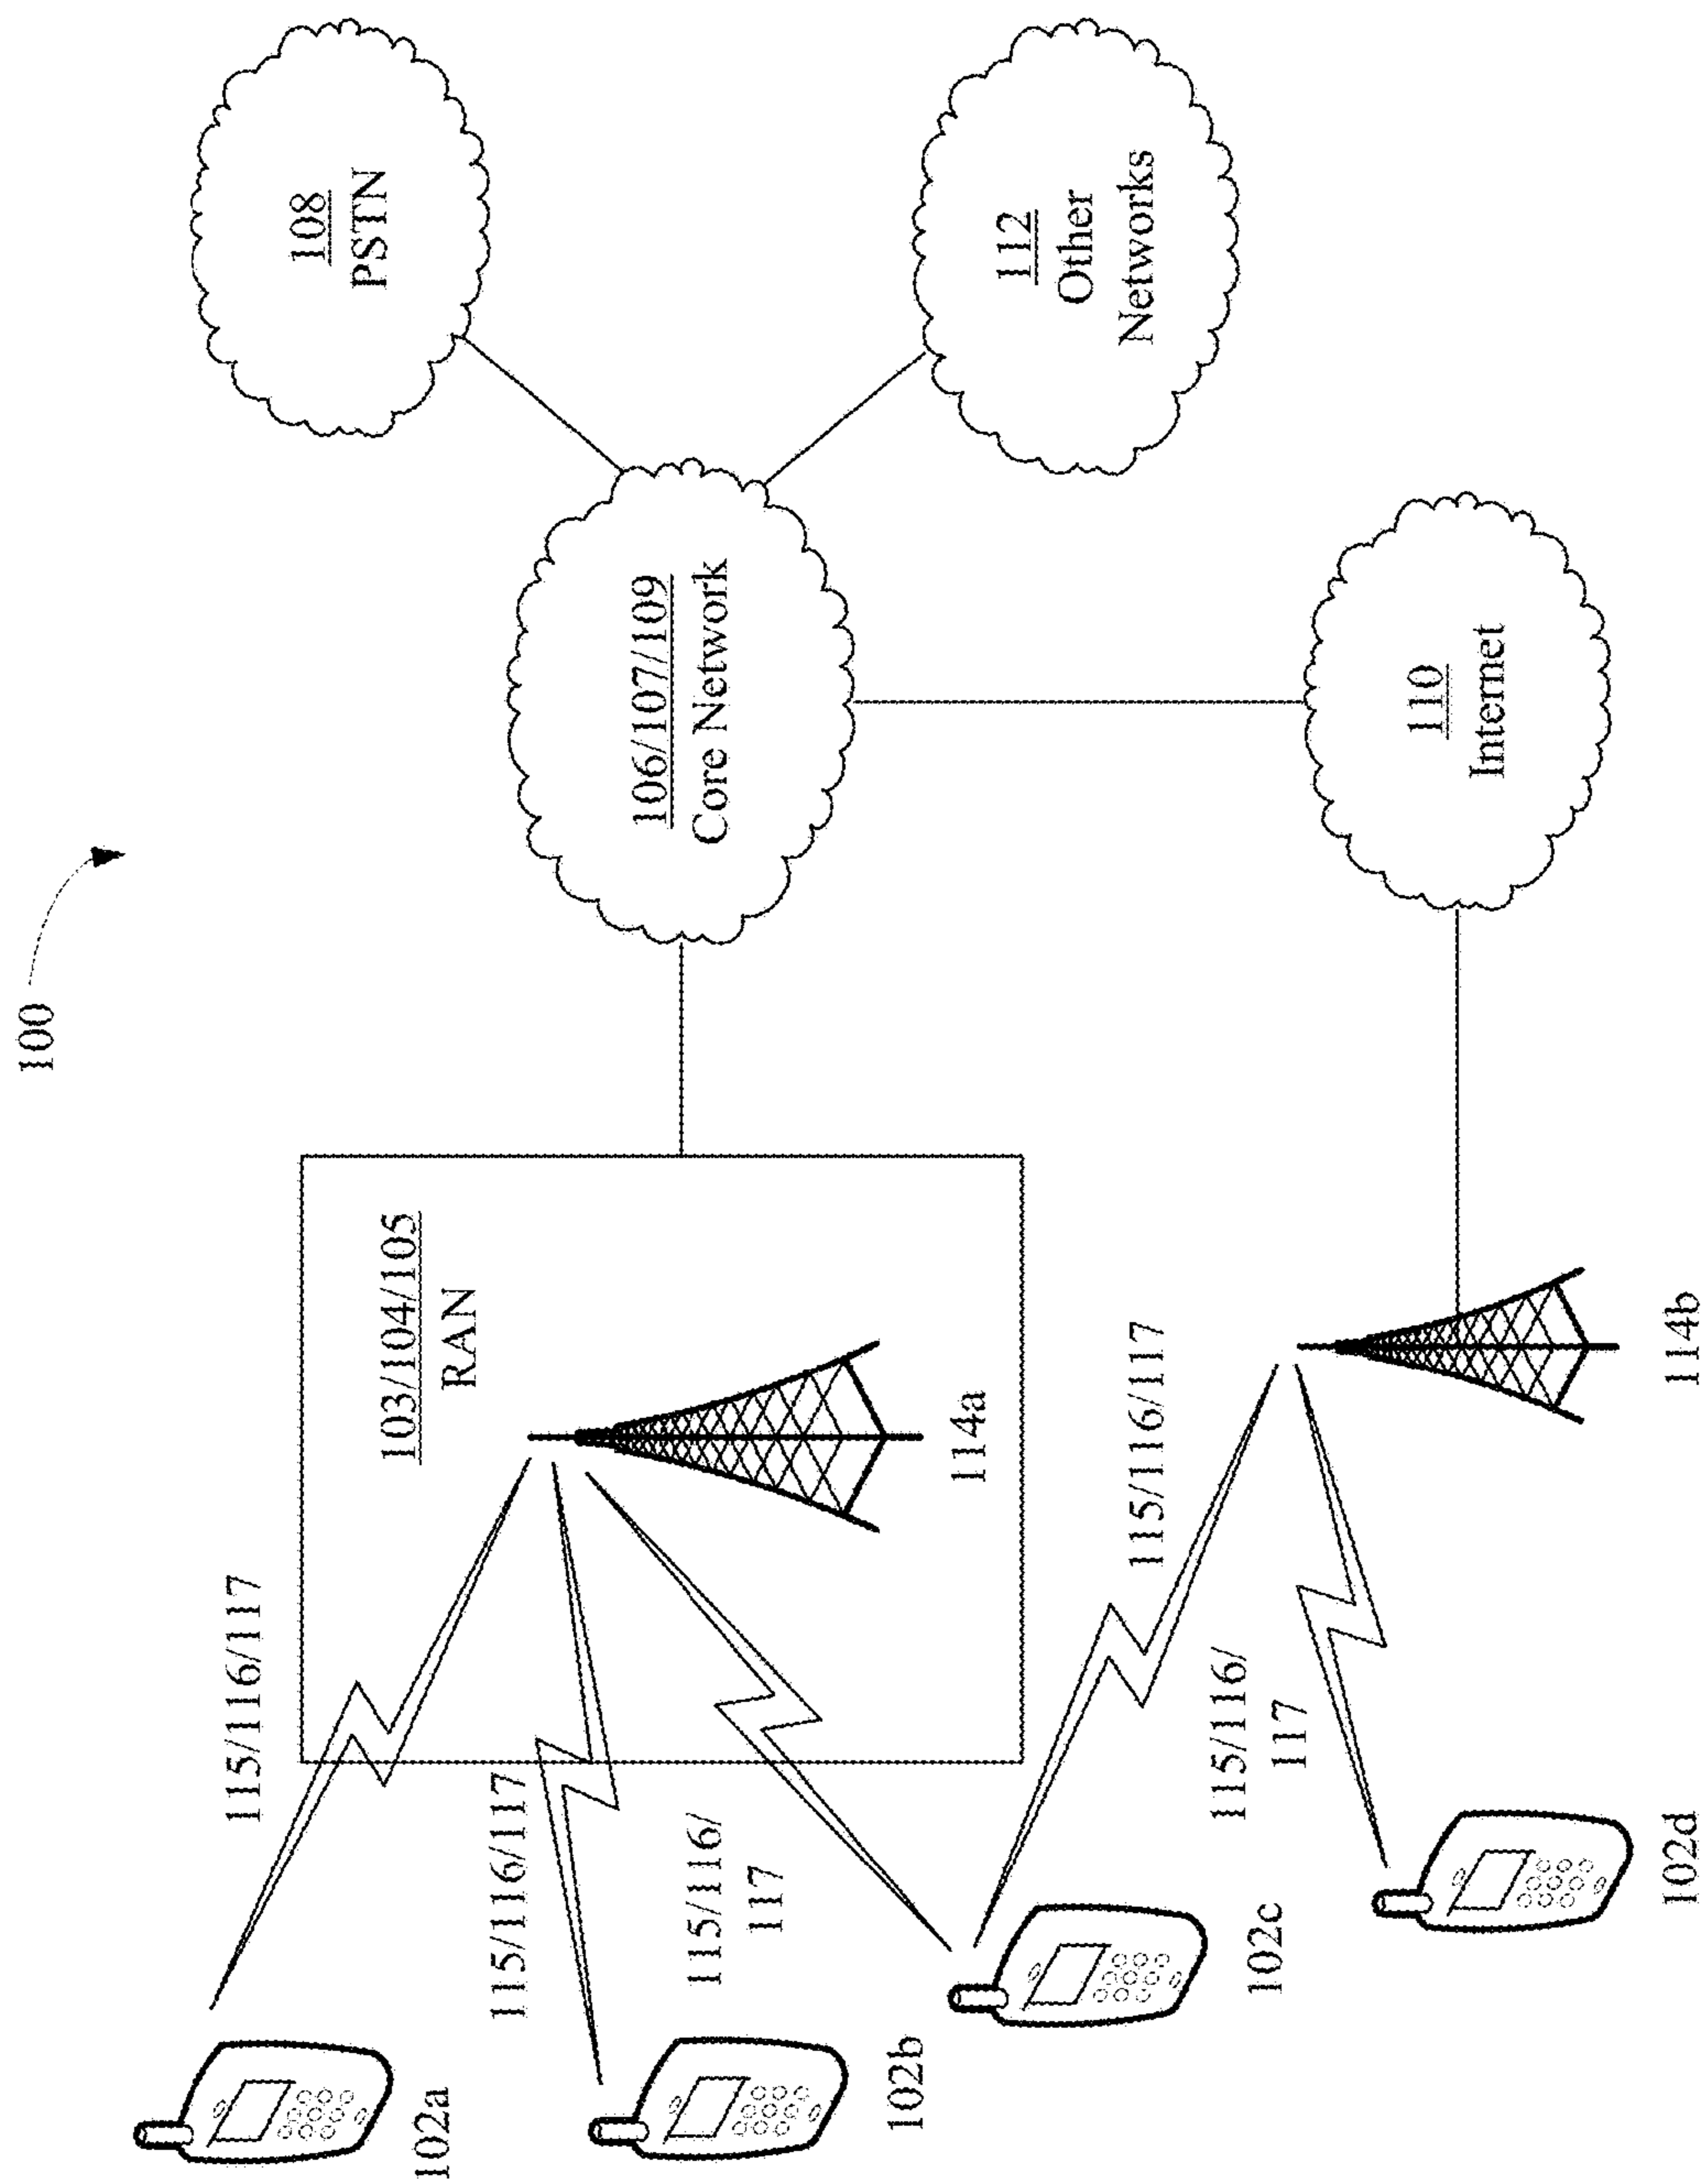 100
103/104/105
RAN
114a
114b
106/107/109
Core Network
108
PSTN
112
Other
Networks
110
Internet
115/116/117
115/116/117
115/116/
117
115/116/117
115/116/
117
102a
102b
102c
102d